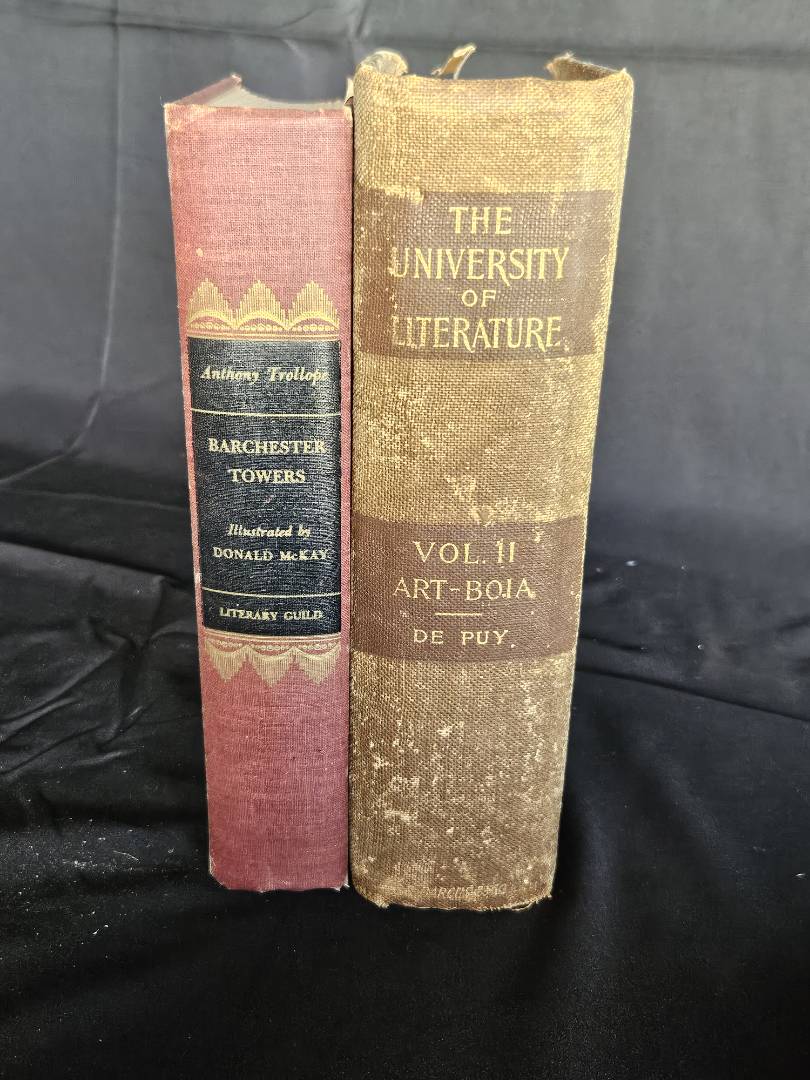 Anthony Trollope
BARCHESTER
TOWERS
Illustrated by
DONALD McKAY
LITERARY GUILD
THE
UNIVERSITY
OF
LITERATURE.
VOL. II
ART-BOIA
DE PUY.